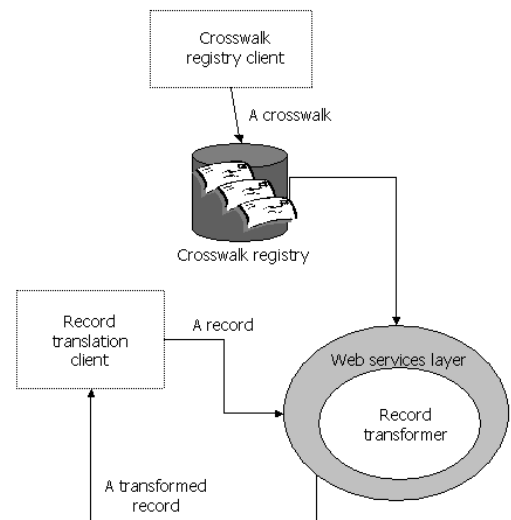 Crosswalk
registry client
A crosswalk
Crosswalk registry
Record
translation
client
A record
Web services layer
Record
transformer
A transformed
record